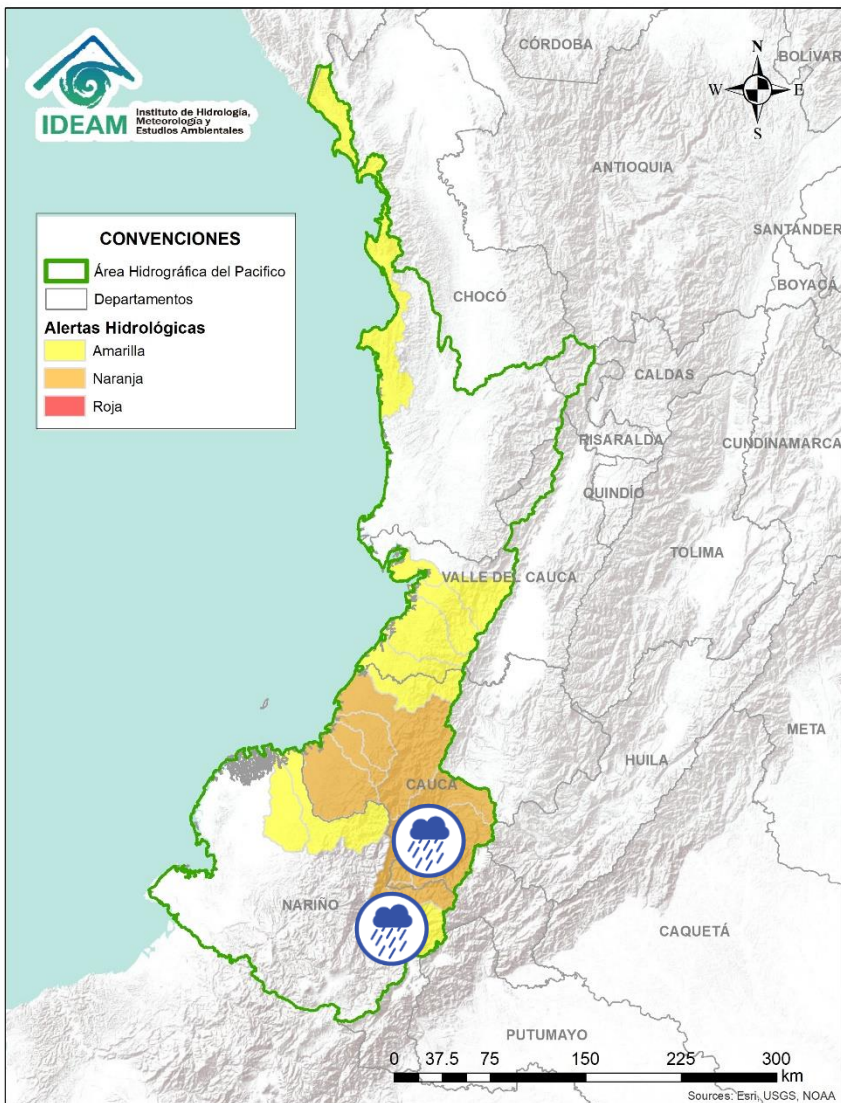 IDEAM
Instituto de Hidrología,
Meteorología y
Estudios Ambientales
CÓRDOBA
BOLÍVAR
N
W
E
S
ANTIOQUIA
SANTANDER
BOYACÁ
CONVENCIONES
Área Hidrográfica del Pacifico
Departamentos
Alertas Hidrológicas
Amarilla
Naranja
Roja
CHOCÓ
CALDAS
RISARALDA
CUNDINAMARCA
QUINDÍO
TOLIMA
VALLE DEL CAUCA
META
HUILA
CAUCA
NARIÑO
CAQUETÁ
PUTUMAYO
0 37.5 75 150 225 300
km
Sources: Esri, USGS, NOAA